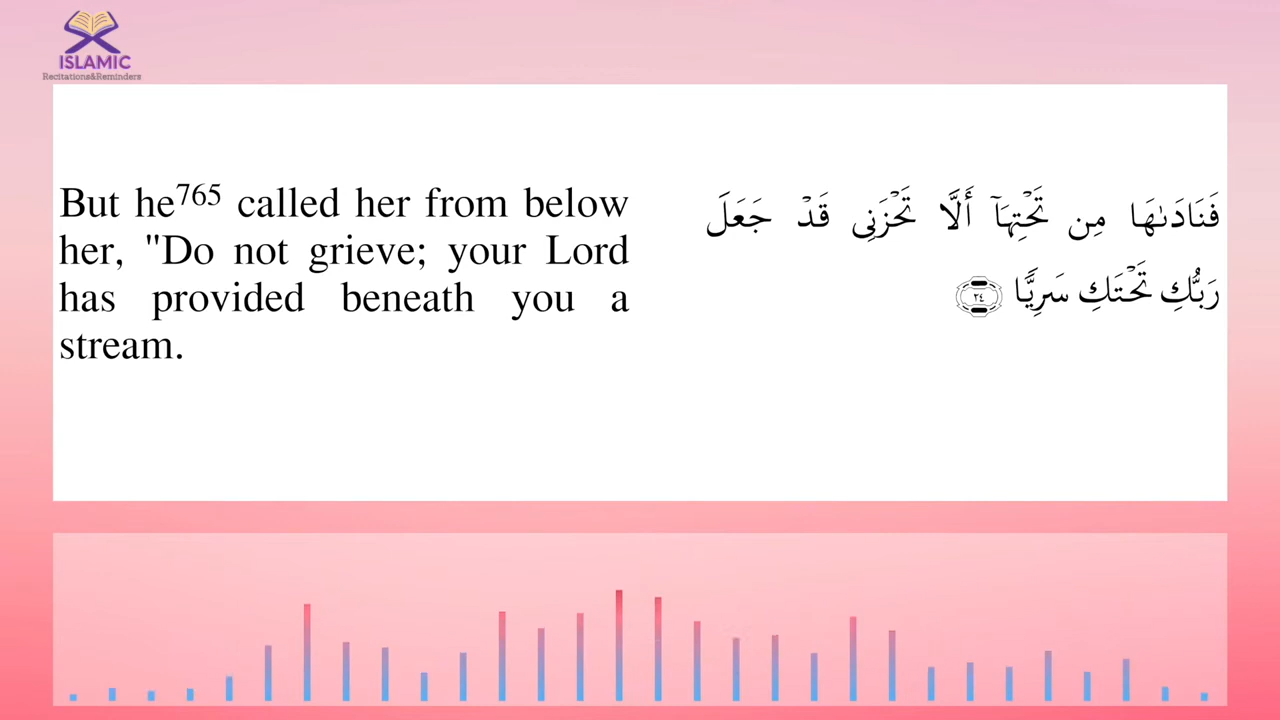 ISLAMIC
Recitations&Reminders
But he765 called her from below
her, "Do not grieve; your Lord
has provided beneath you a
stream.
فَنَادَىٰهَا مِن تَحْتِهَآ أَلَّا تَحْزَنِى قَدْ جَعَلَ
رَبُّكِ تَحْتَكِ سَرِيًّا ٢٤